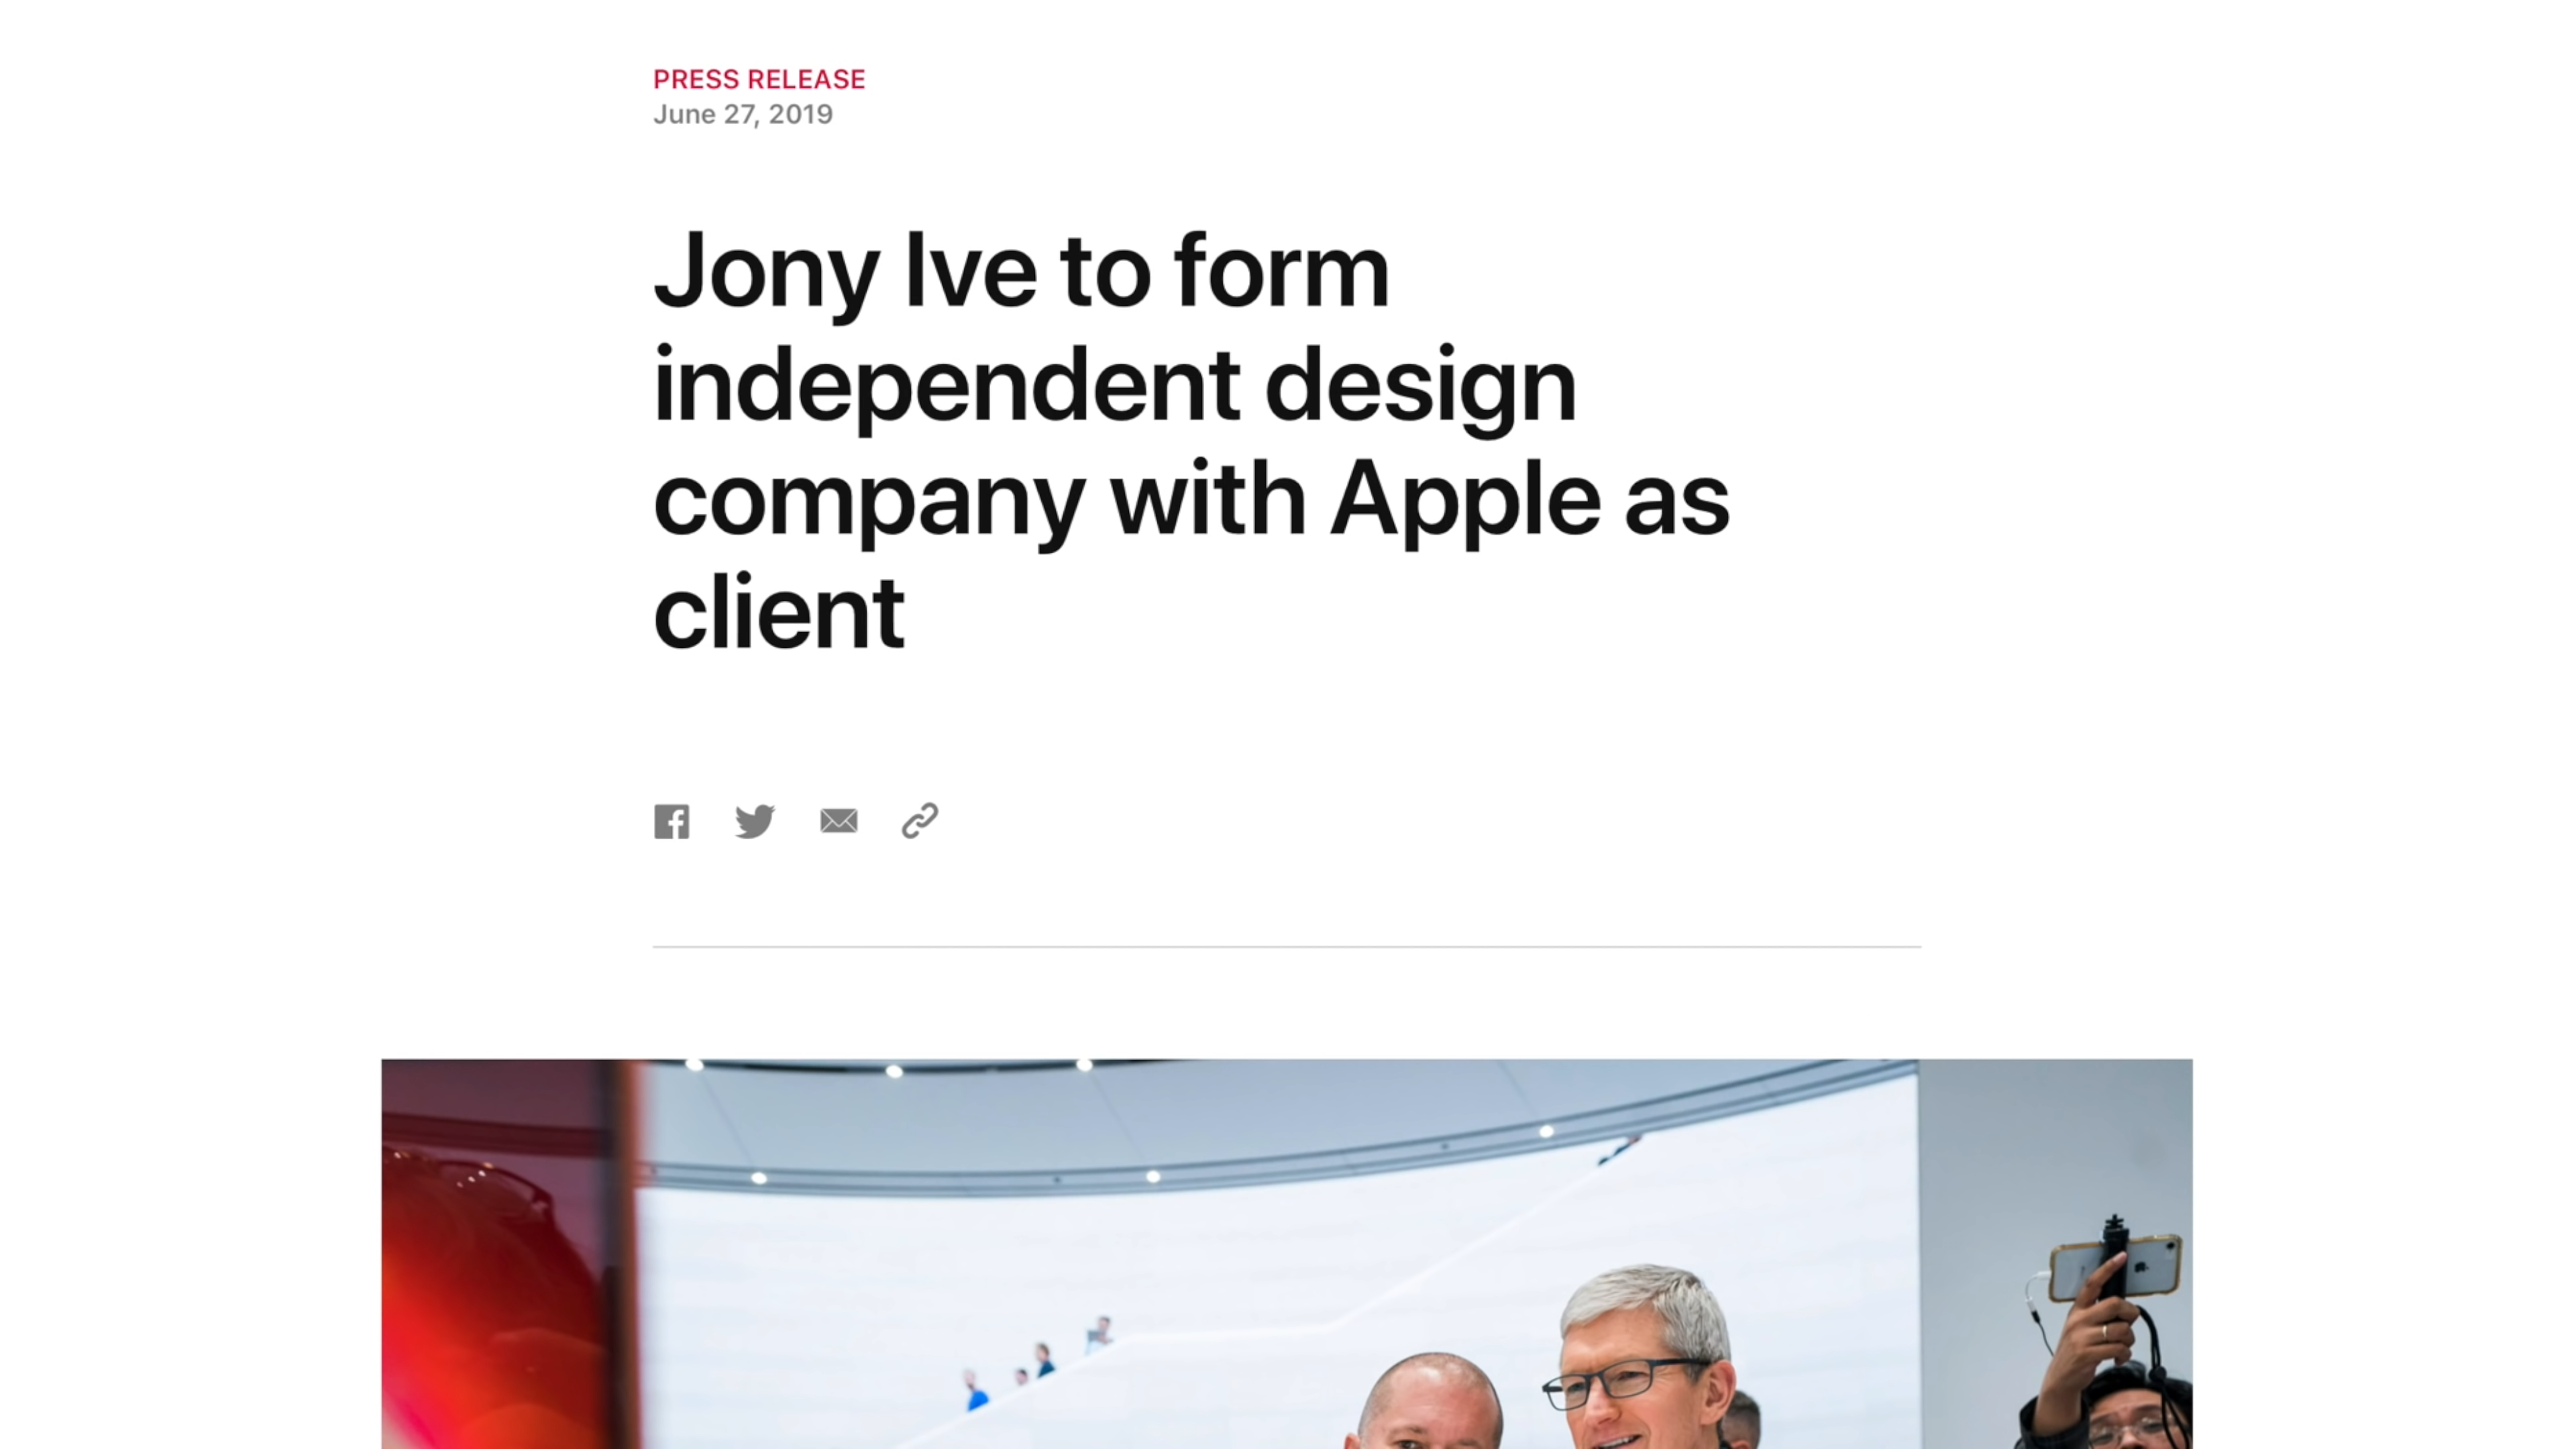 PRESS RELEASE
June 27, 2019
Jony Ive to form
independent design
company with Apple as
client